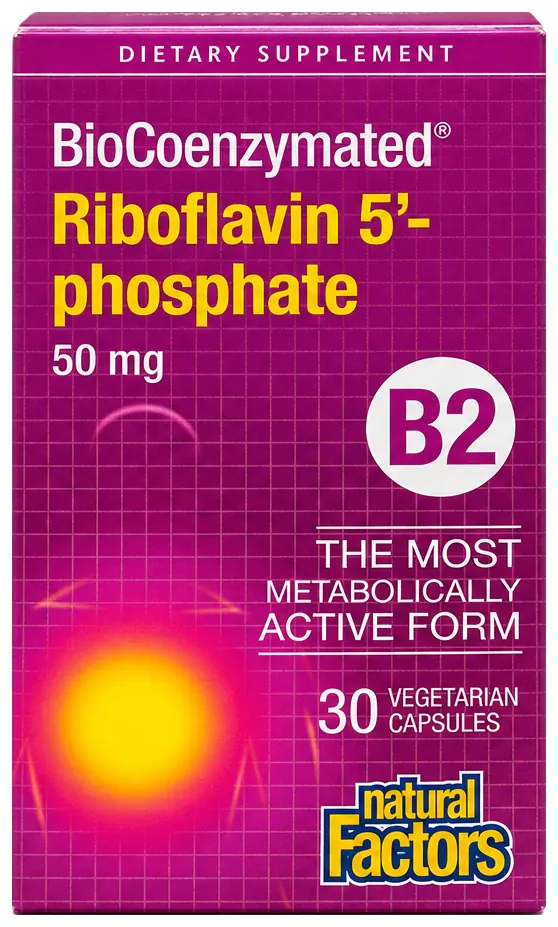 DIETARY SUPPLEMENT
BioCoenzymated®
Riboflavin 5’-
phosphate
50 mg
B2
THE MOST
METABOLICALLY
ACTIVE FORM
30 VEGETARIAN
CAPSULES
natural
Factors